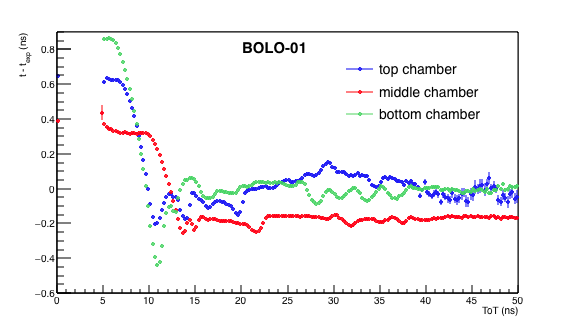 t - t_exp (ns)
BOLO-01
top chamber
middle chamber
bottom chamber
0.8
0.6
0.4
0.2
0
−0.2
−0.4
−0.6
0 5 10 15 20 25 30 35 40 45 50
ToT (ns)